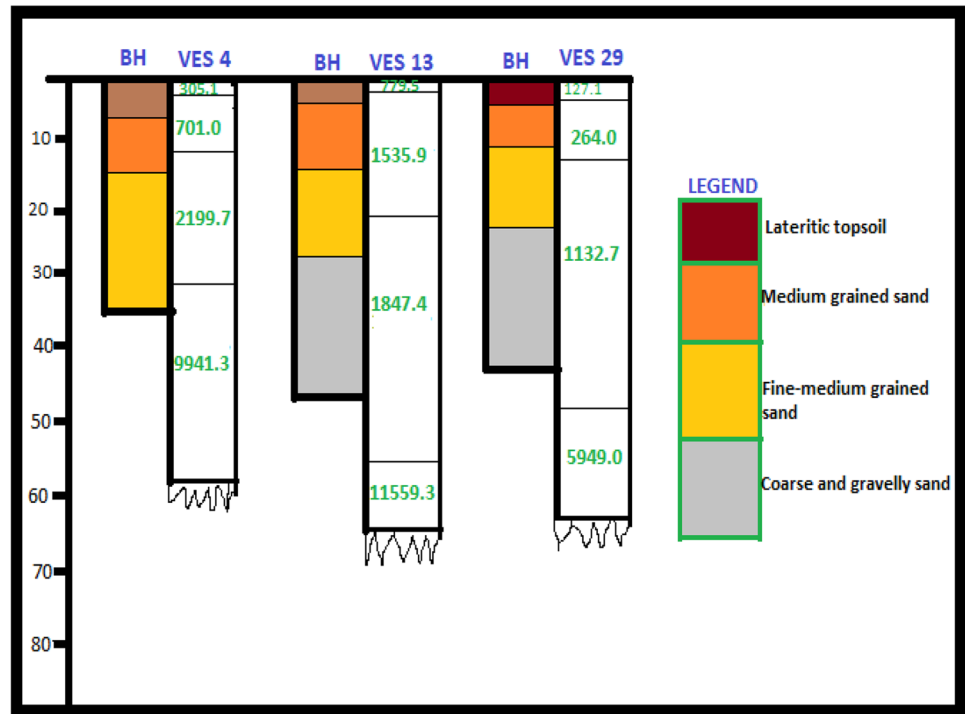 BH VES 4 BH VES 13 BH VES 29
305.1 779.5 127.1
701.0 264.0
10
1535.9
LEGEND
20
2199.7
Lateritic topsoil
1132.7
30
1847.4
Medium grained sand
40
9941.3
Fine-medium grained
sand
50
5949.0
Coarse and gravelly sand
60
11559.3
70
80